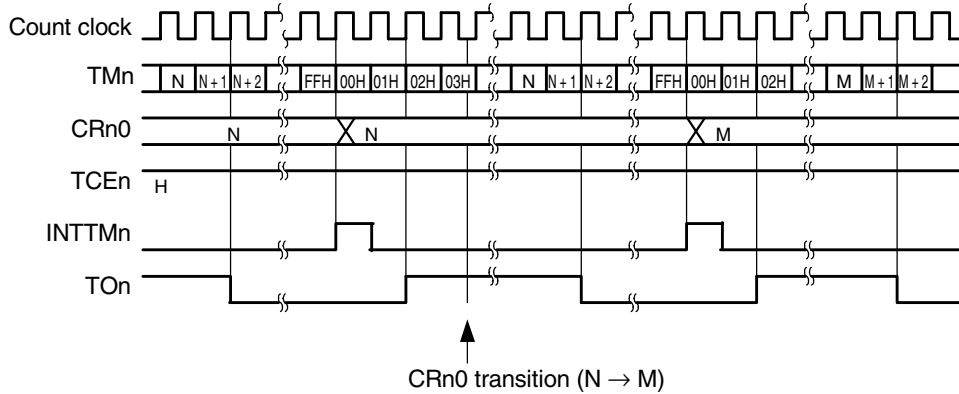 Count clock
TMn N N + 1 N + 2 FFH 00H 01H 02H 03H N N + 1 N + 2 FFH 00H 01H 02H M M + 1 M + 2
CRn0 N N M
TCEn
H
INTTMn
TOn
CRn0 transition (N → M)